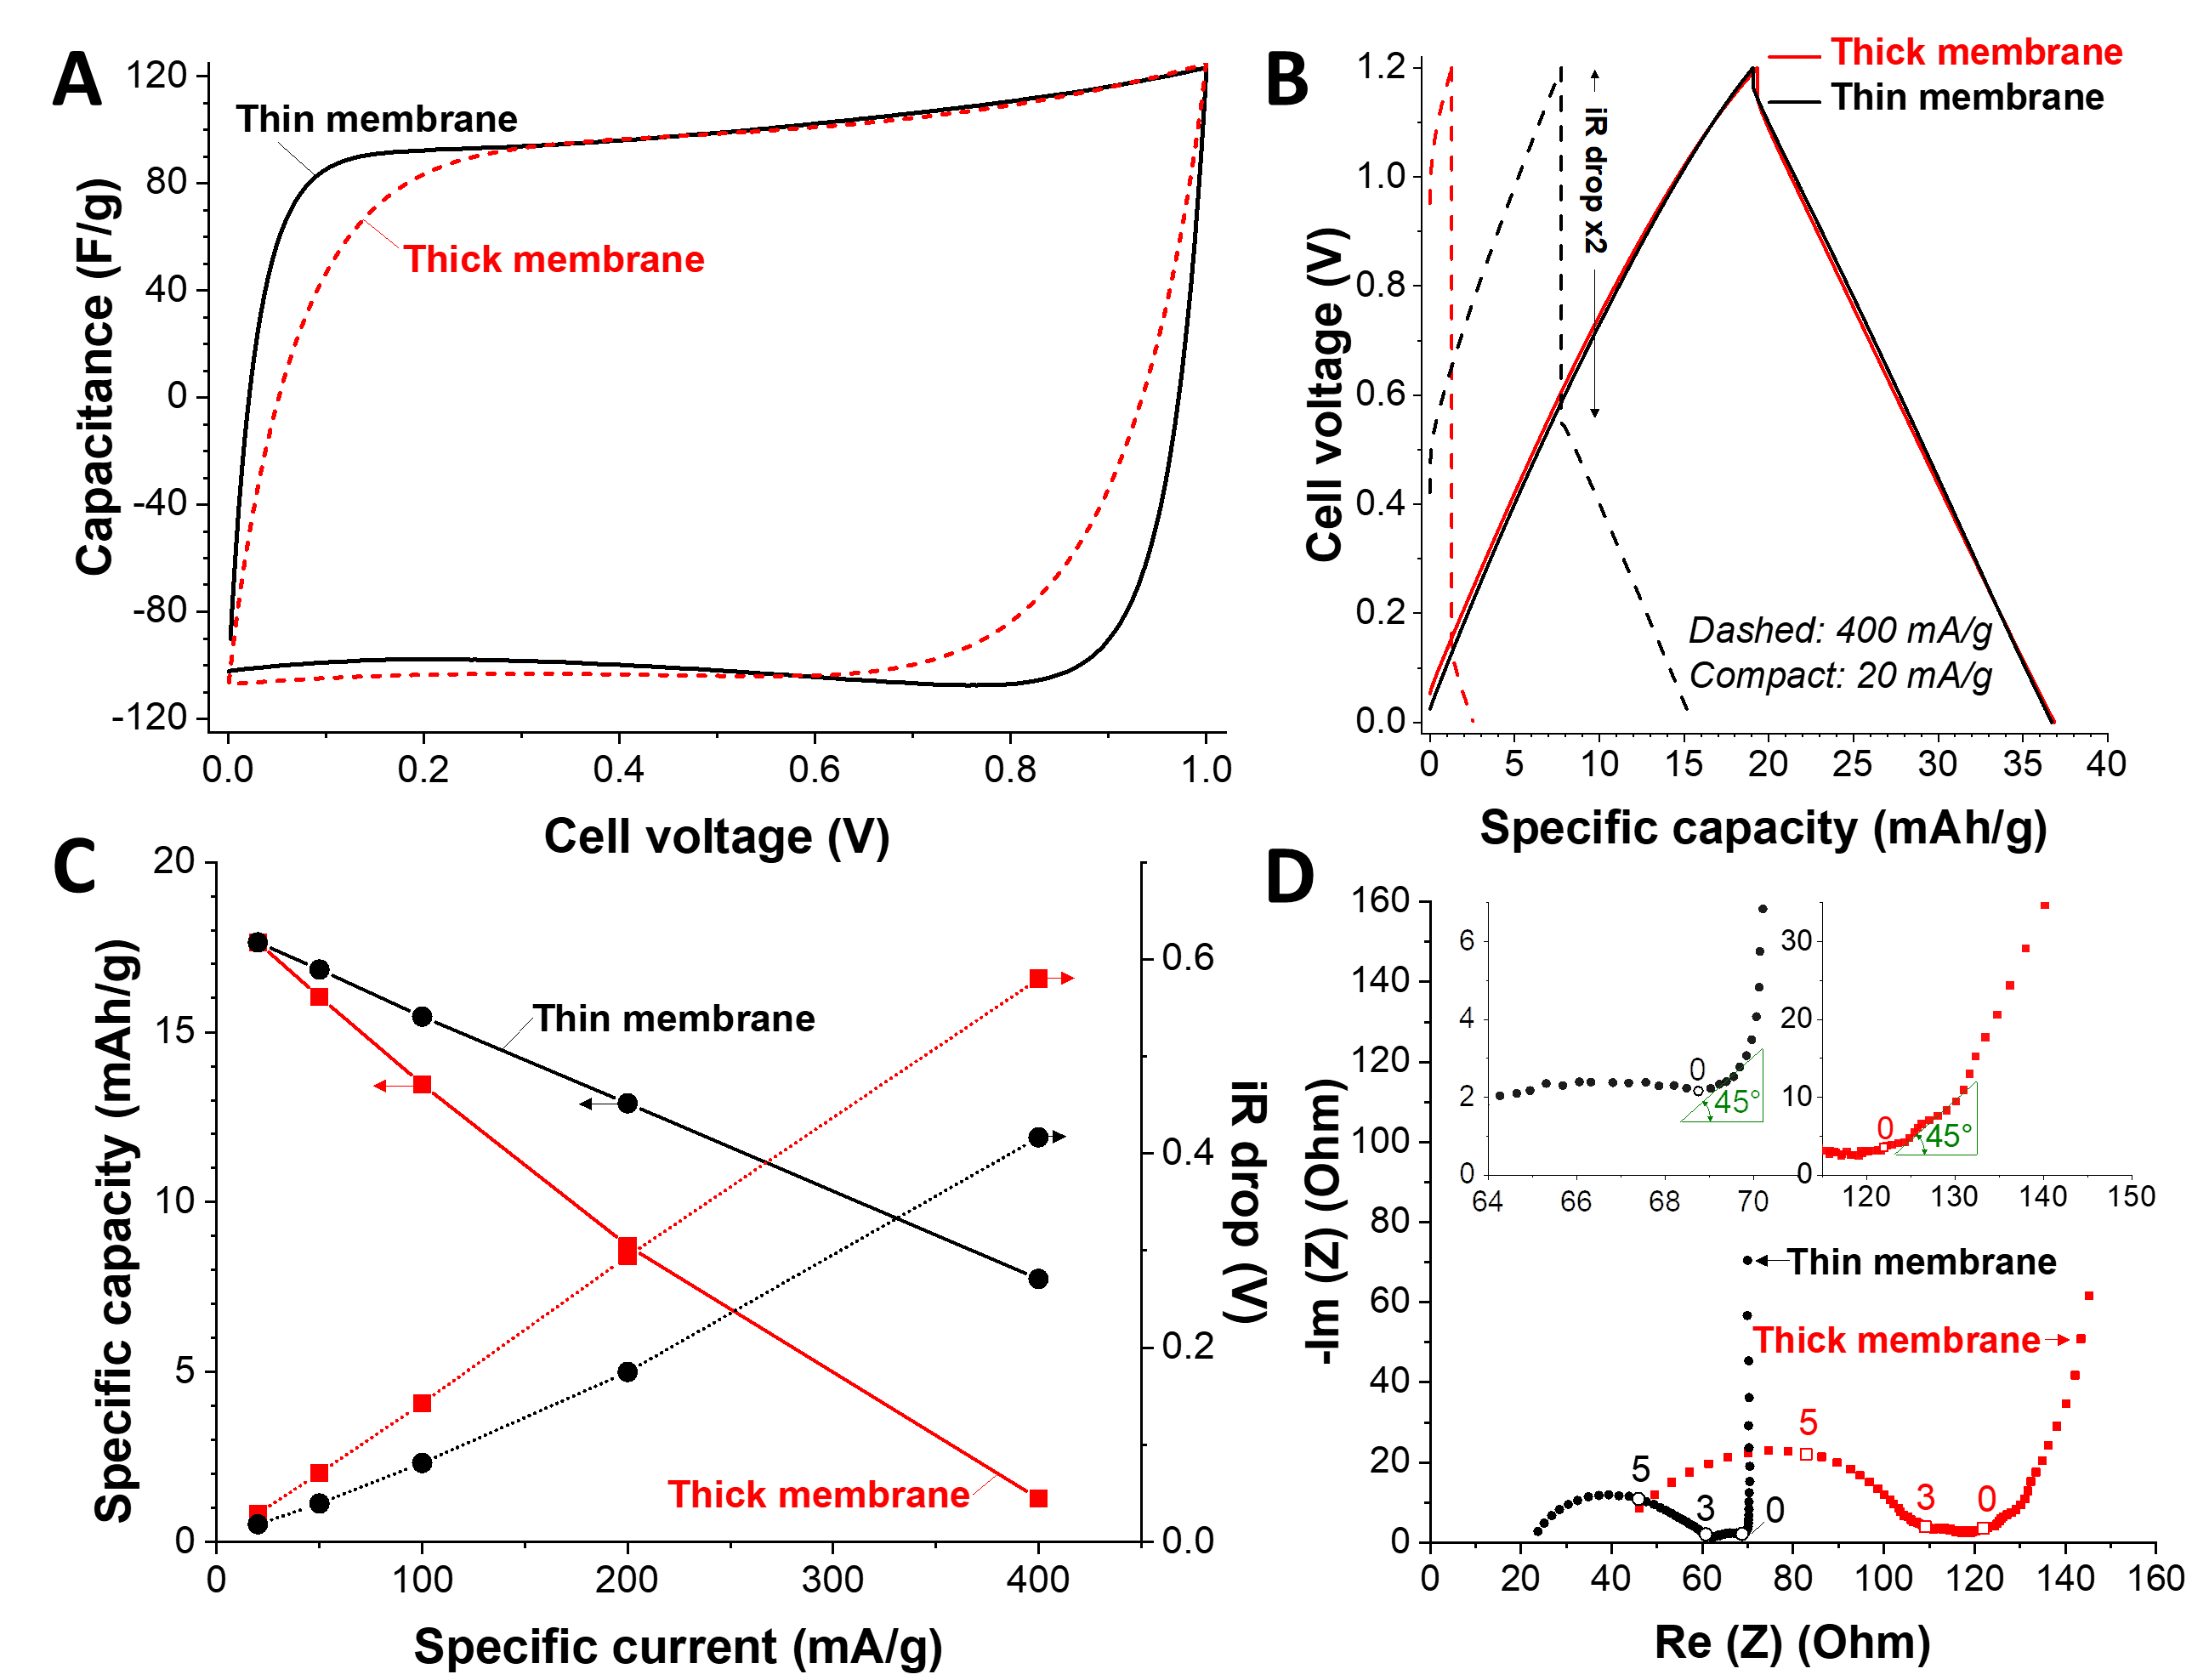 A
120
80
40
0
-40
-80
-120
Capacitance (F/g)
Thin membrane
Thick membrane
0.0 0.2 0.4 0.6 0.8 1.0
Cell voltage (V)
B
1.2
1.0
0.8
0.6
0.4
0.2
0.0
Cell voltage (V)
Thick membrane
Thin membrane
iR drop x2
Dashed: 400 mA/g
Compact: 20 mA/g
0 5 10 15 20 25 30 35 40
Specific capacity (mAh/g)
C
20
15
10
5
0
Specific capacity (mAh/g)
Thin membrane
Thick membrane
0.6
0.4
0.2
0.0
iR drop (V)
0 100 200 300 400
Specific current (mA/g)
D
160
140
120
100
80
60
40
20
0
-Im (Z) (Ohm)
6
4
2
0
0
45°
64 66 68 70
30
20
10
0
0
45°
120 130 140 150
Thin membrane
Thick membrane
5
3
0
5
3
0
0 20 40 60 80 100 120 140 160
Re (Z) (Ohm)